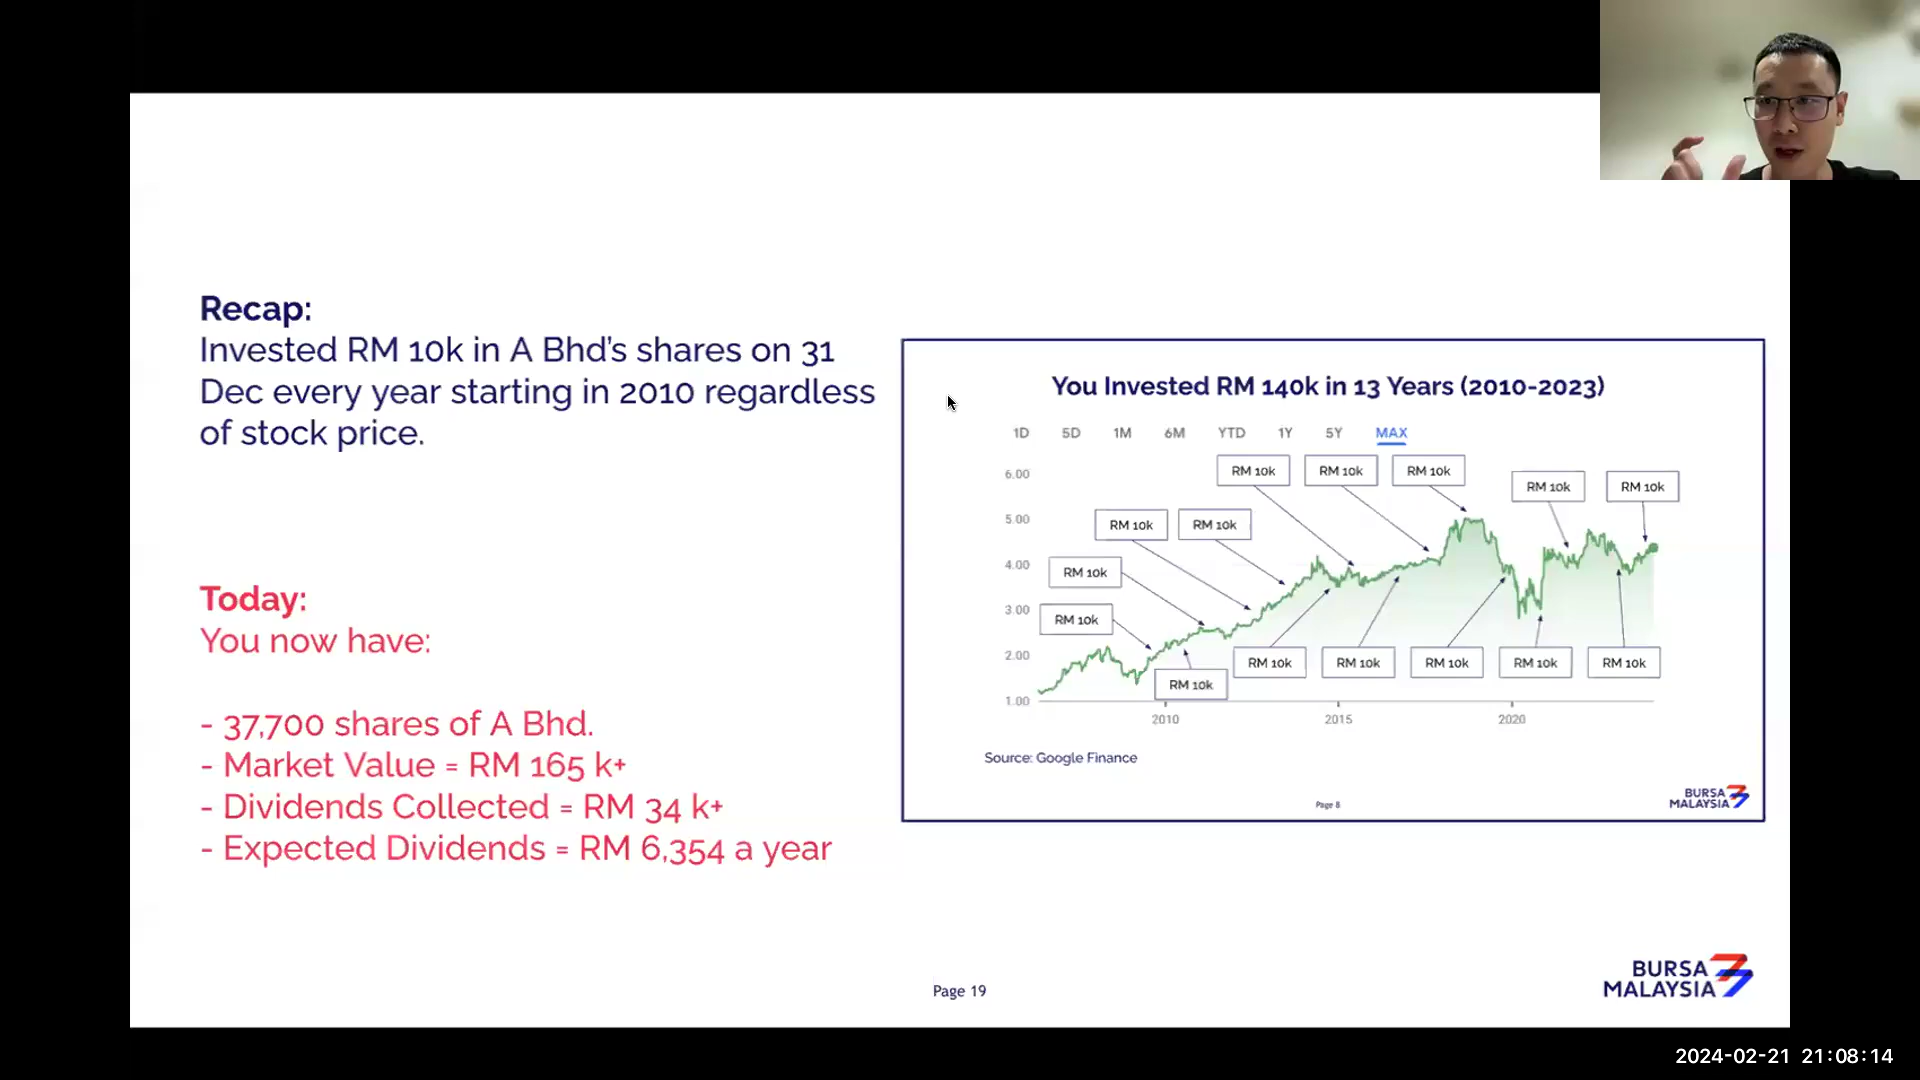 Recap:
Invested RM 10k in A Bhd's shares on 31
Dec every year starting in 2010 regardless
of stock price.
Today:
You now have:
- 37,700 shares of A Bhd.
- Market Value = RM 165 k+
- Dividends Collected = RM 34 k+
- Expected Dividends = RM 6,354 a year
You Invested RM 140k in 13 Years (2010-2023)
1D 5D 1M 6M YTD 1Y 5Y MAX
6.00
RM 10k RM 10k RM 10k
RM 10k RM 10k
5.00
RM 10k RM 10k
4.00
RM 10k
3.00
RM 10k
2.00
RM 10k RM 10k RM 10k RM 10k RM 10k
RM 10k
1.00
2010 2015 2020
Source: Google Finance
Page 8
BURSA
MALAYSIA
Page 19
BURSA
MALAYSIA
2024-02-21 21:08:14